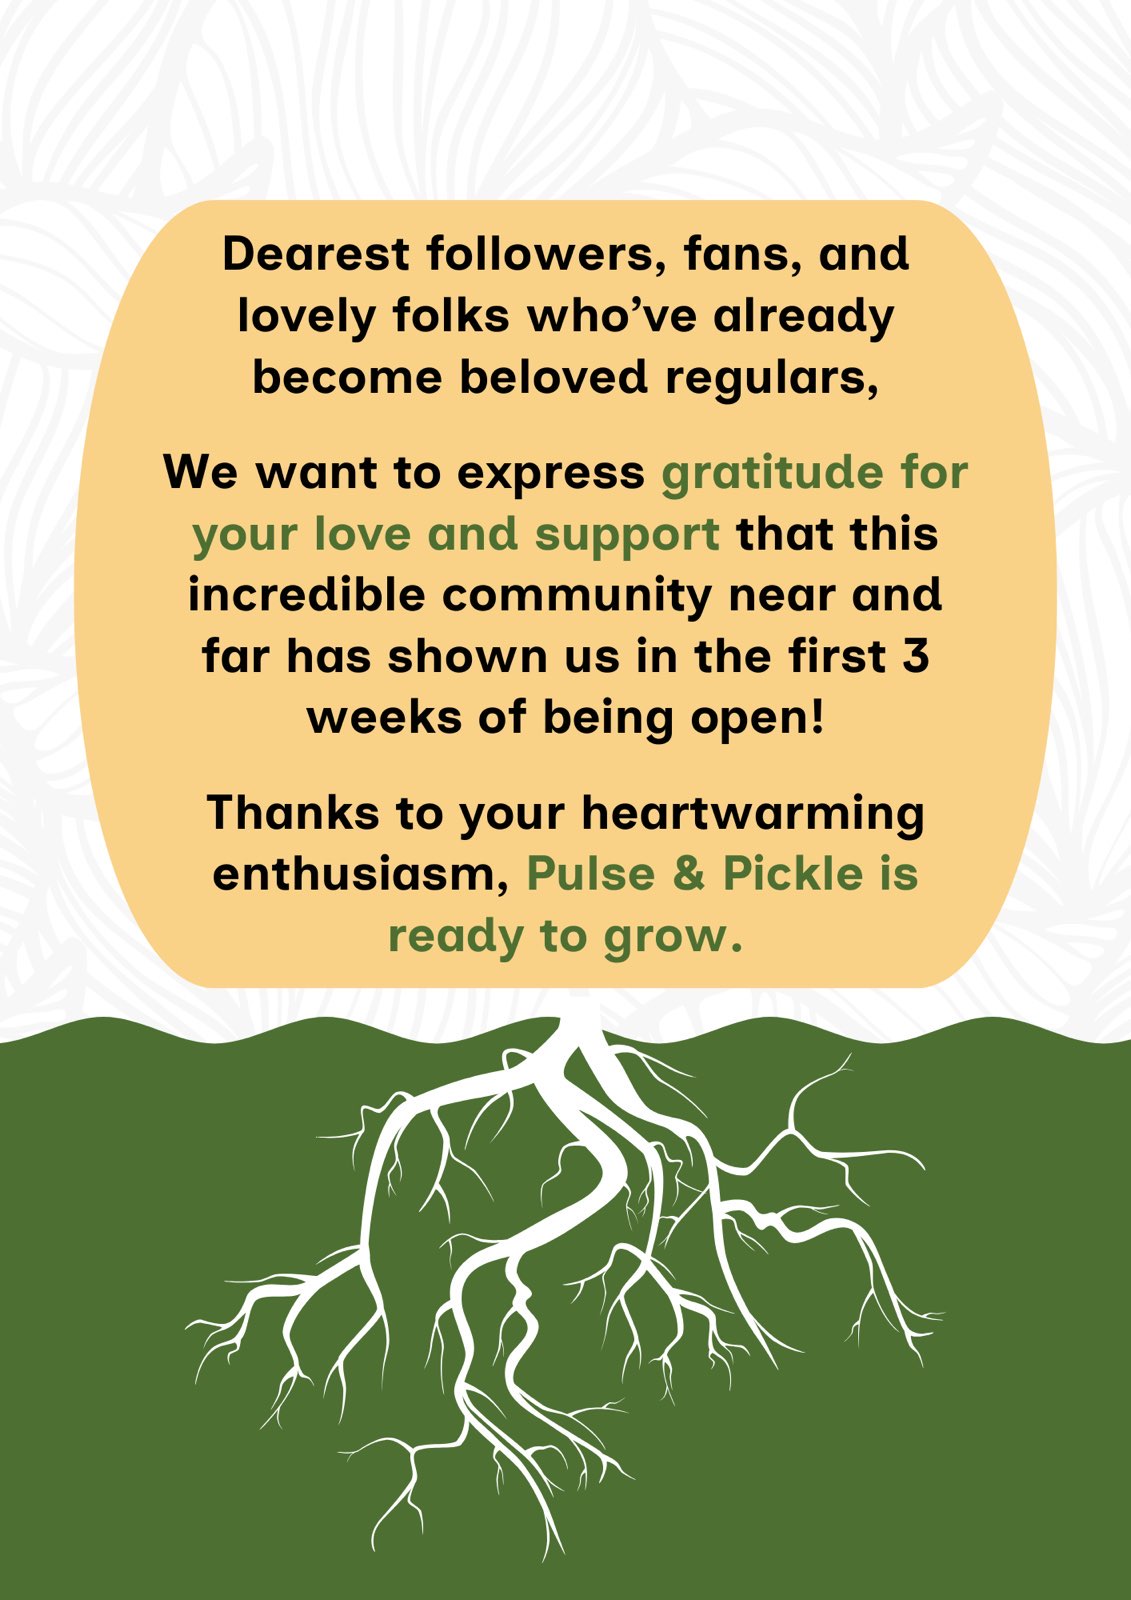 Dearest followers, fans, and
lovely folks who’ve already
become beloved regulars,
We want to express gratitude for
your love and support that this
incredible community near and
far has shown us in the first 3
weeks of being open!
Thanks to your heartwarming
enthusiasm, Pulse & Pickle is
ready to grow.